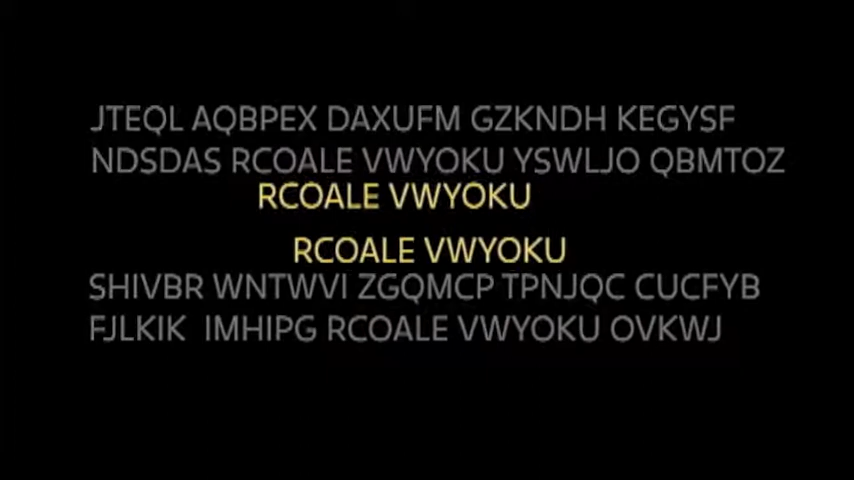 JTEQL AQBPEX DAXUFM GZKNDH KEGYSF
NDSDAS RCOALE VWYOKU YSWLJO QBMTOZ
RCOALE VWYOKU
RCOALE VWYOKU
SHIVBR WNTWVI ZGQMCP TPNJQC CUCFYB
FJLKIK IMHIPG RCOALE VWYOKU OVKWJ